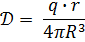 𝒟 = q · r / 4πR³